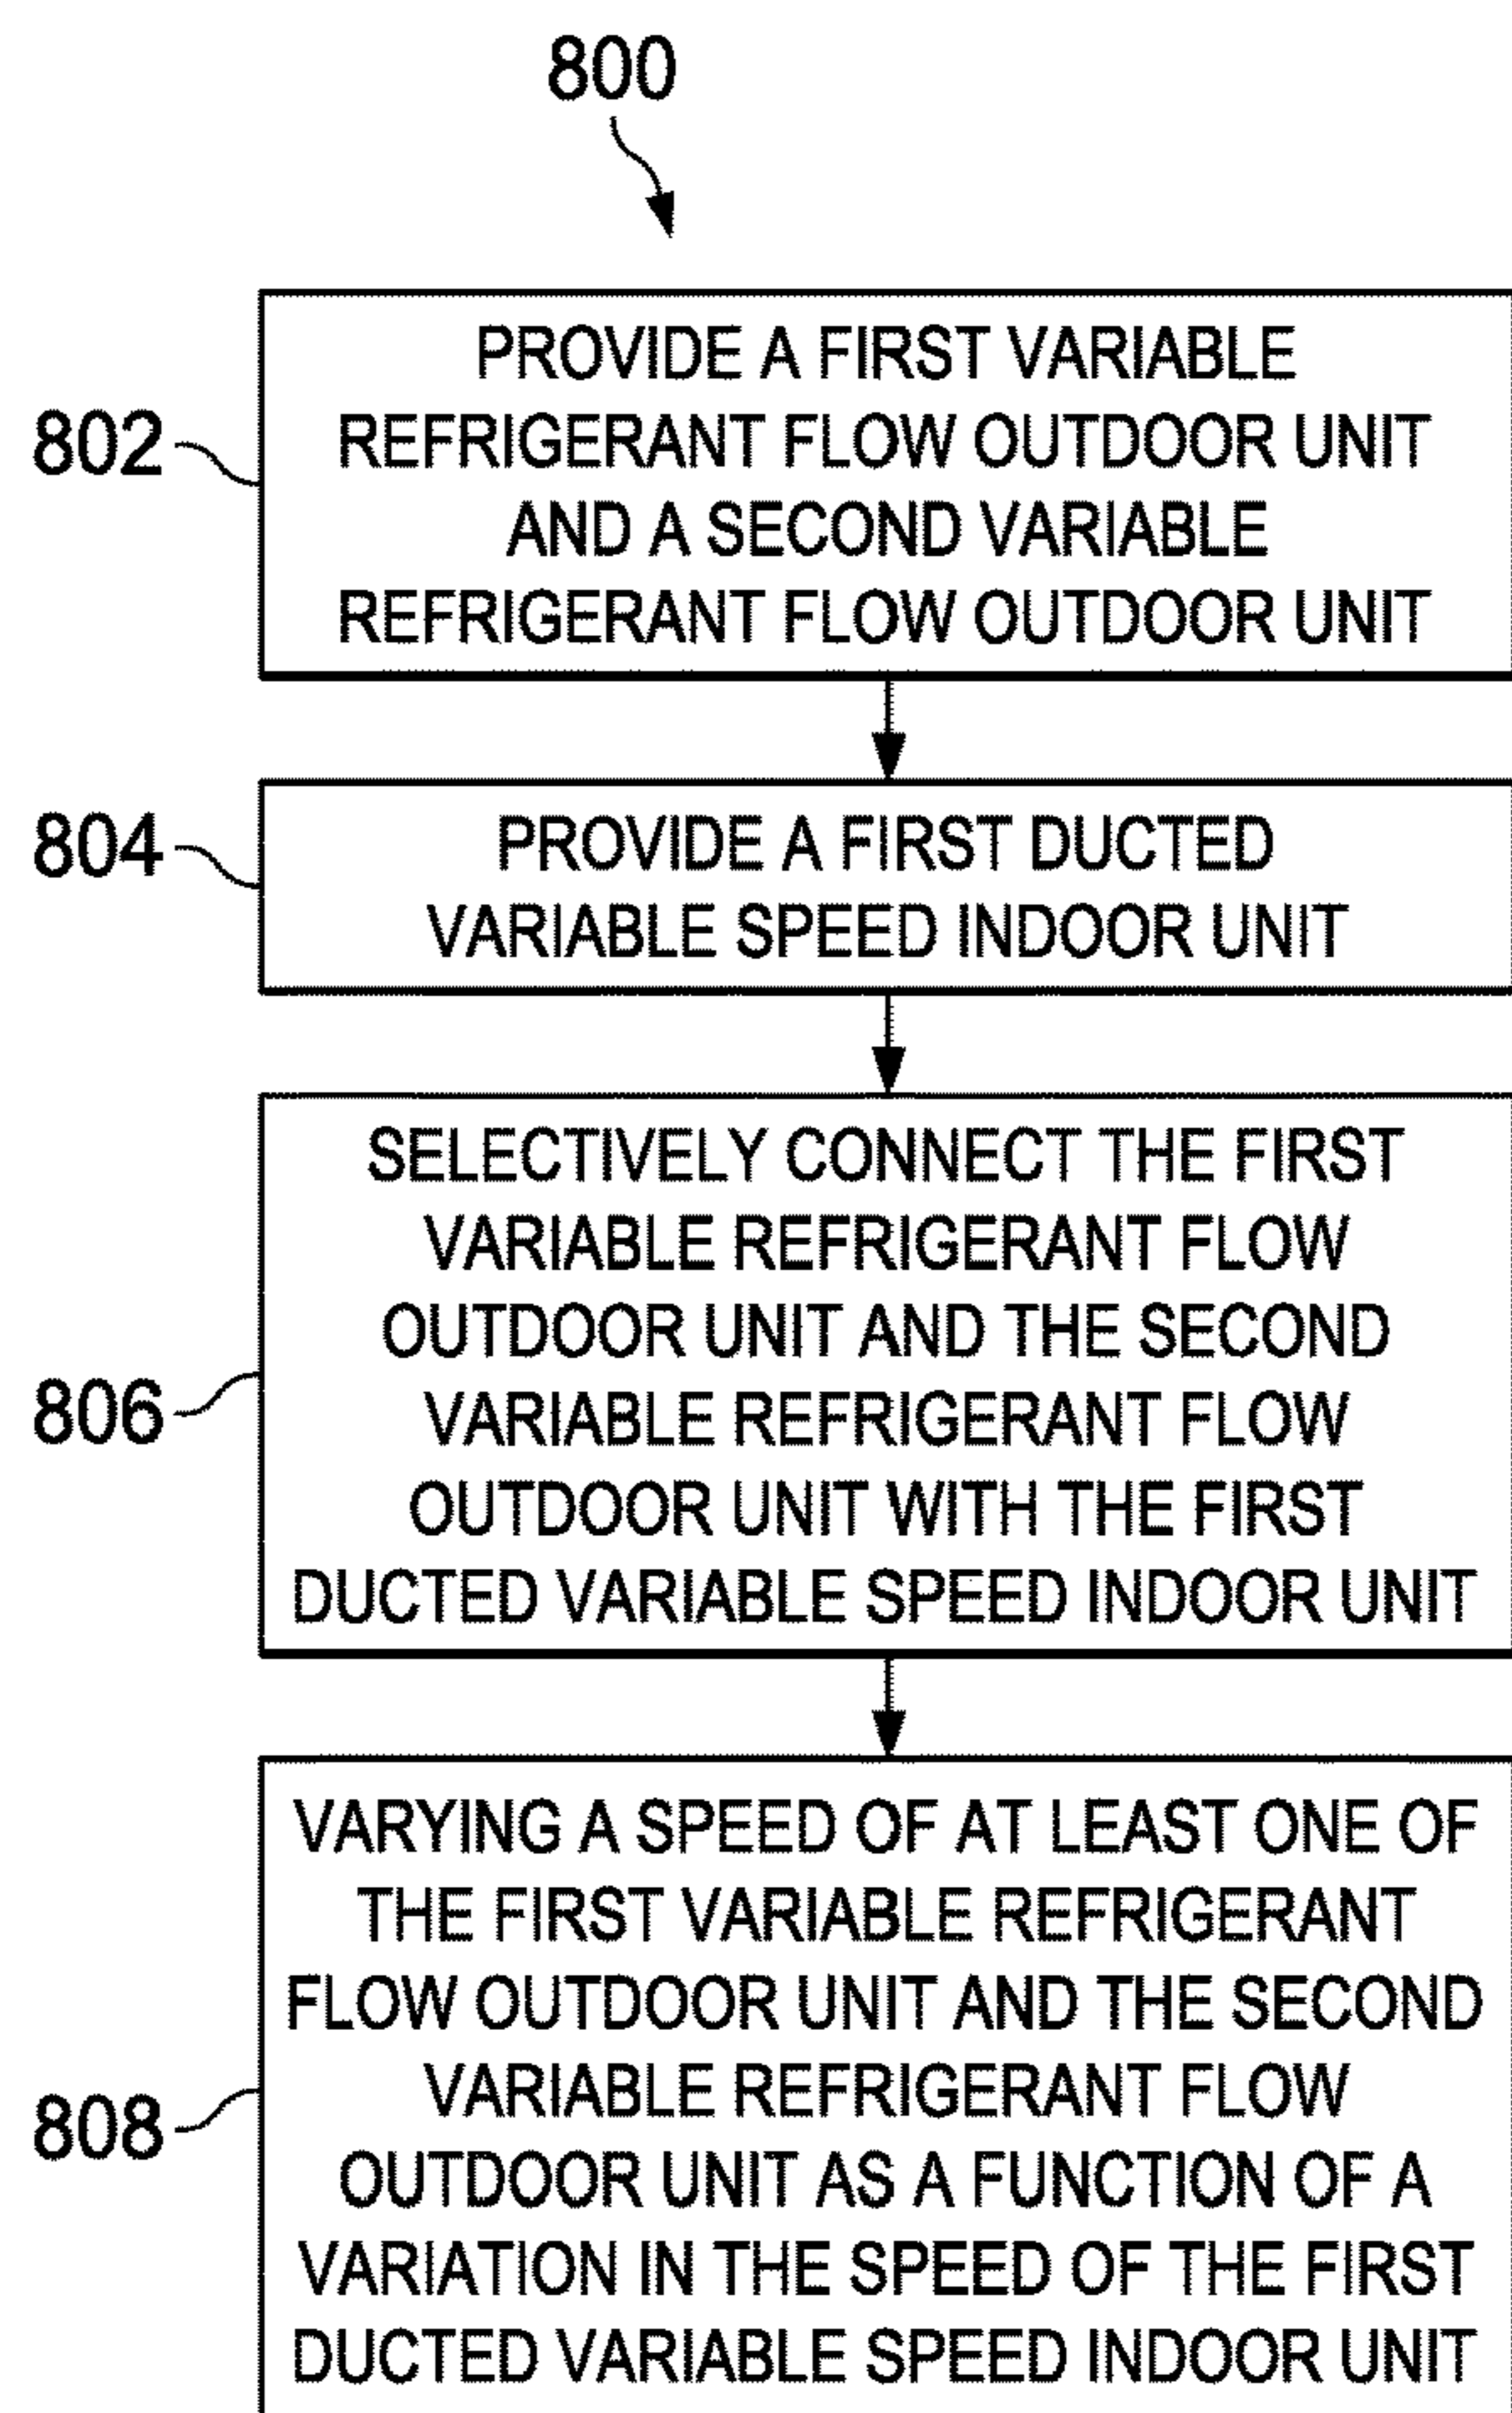 800
802
PROVIDE A FIRST VARIABLE
REFRIGERANT FLOW OUTDOOR UNIT
AND A SECOND VARIABLE
REFRIGERANT FLOW OUTDOOR UNIT
804
PROVIDE A FIRST DUCTED
VARIABLE SPEED INDOOR UNIT
806
SELECTIVELY CONNECT THE FIRST
VARIABLE REFRIGERANT FLOW
OUTDOOR UNIT AND THE SECOND
VARIABLE REFRIGERANT FLOW
OUTDOOR UNIT WITH THE FIRST
DUCTED VARIABLE SPEED INDOOR UNIT
808
VARYING A SPEED OF AT LEAST ONE OF
THE FIRST VARIABLE REFRIGERANT
FLOW OUTDOOR UNIT AND THE SECOND
VARIABLE REFRIGERANT FLOW
OUTDOOR UNIT AS A FUNCTION OF A
VARIATION IN THE SPEED OF THE FIRST
DUCTED VARIABLE SPEED INDOOR UNIT